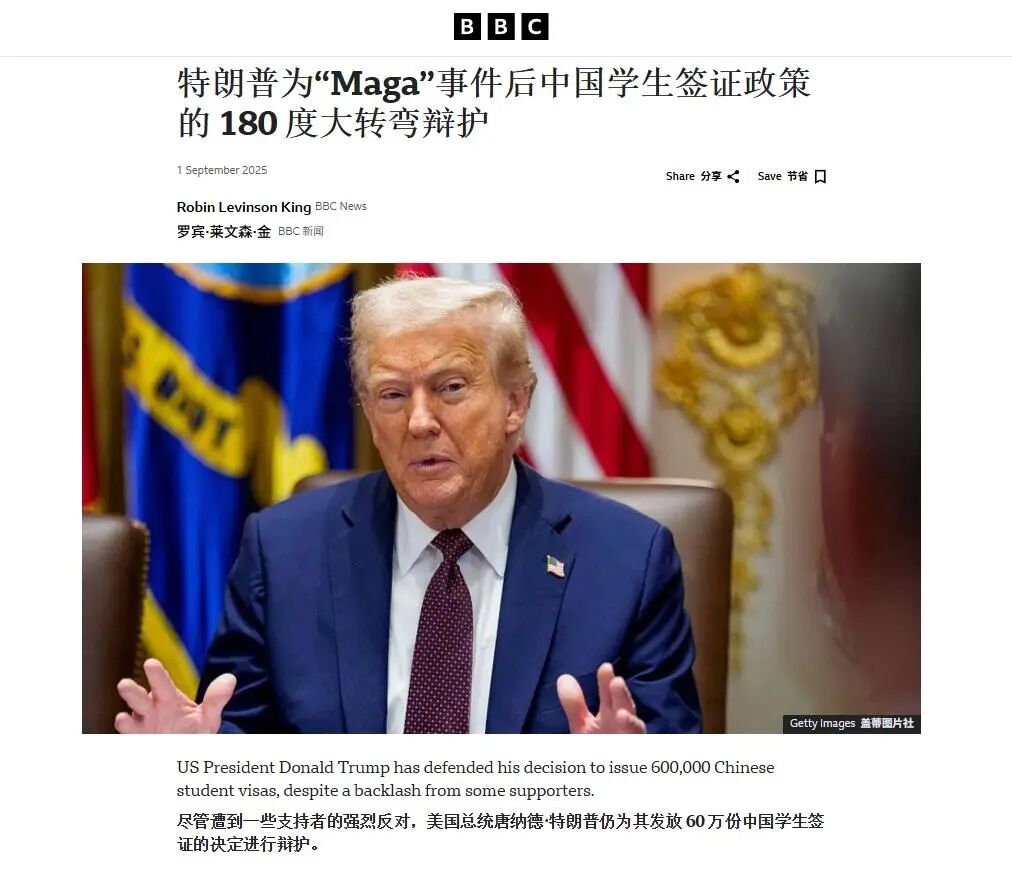 BBC
特朗普为“Maga”事件后中国学生签证政策
的 180 度大转弯辩护
1 September 2025
Share 分享 Save 节省
Robin Levinson King BBC News
罗宾·莱文森·金 BBC 新闻
Getty Images 盖蒂图片社
US President Donald Trump has defended his decision to issue 600,000 Chinese
student visas, despite a backlash from some supporters.
尽管遭到一些支持者的强烈反对，美国总统唐纳德·特朗普仍为其发放 60 万份中国学生签
证的决定进行辩护。